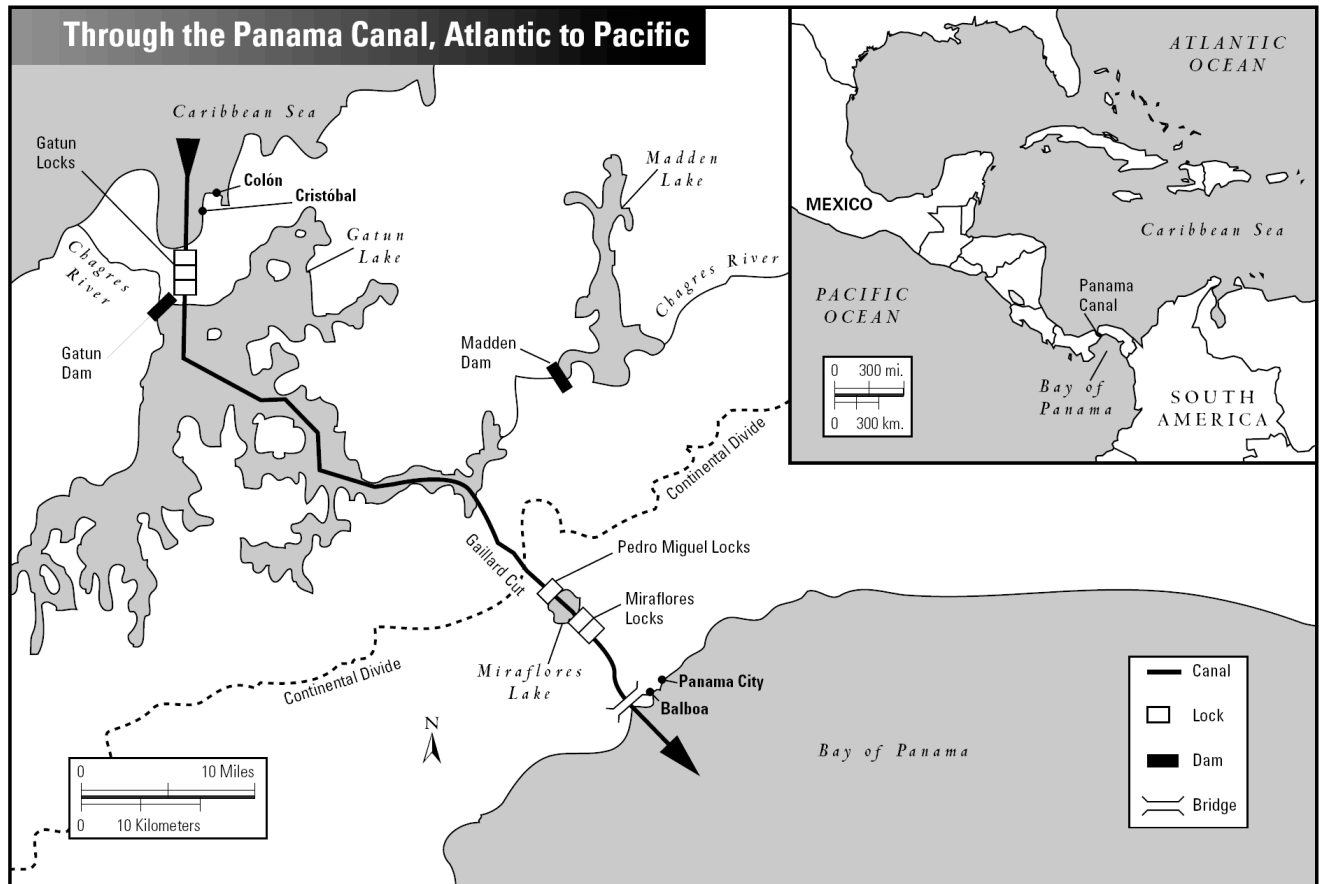 Through the Panama Canal, Atlantic to Pacific
Caribbean Sea
Gatun
Locks
Colón
Cristóbal
Madden
Lake
Gatun
Lake
Chagres
River
Chagres River
Gatun
Dam
Madden
Dam
Continental Divide
Gaillard Cut
Pedro Miguel Locks
Miraflores
Locks
Continental Divide
Miraflores
Lake
Panama City
Balboa
N
Bay of Panama
0 10 Miles
0 10 Kilometers
ATLANTIC
OCEAN
MEXICO
Caribbean Sea
PACIFIC
OCEAN
Panama
Canal
0 300 mi.
0 300 km.
Bay of
Panama
SOUTH
AMERICA
Canal
Lock
Dam
Bridge